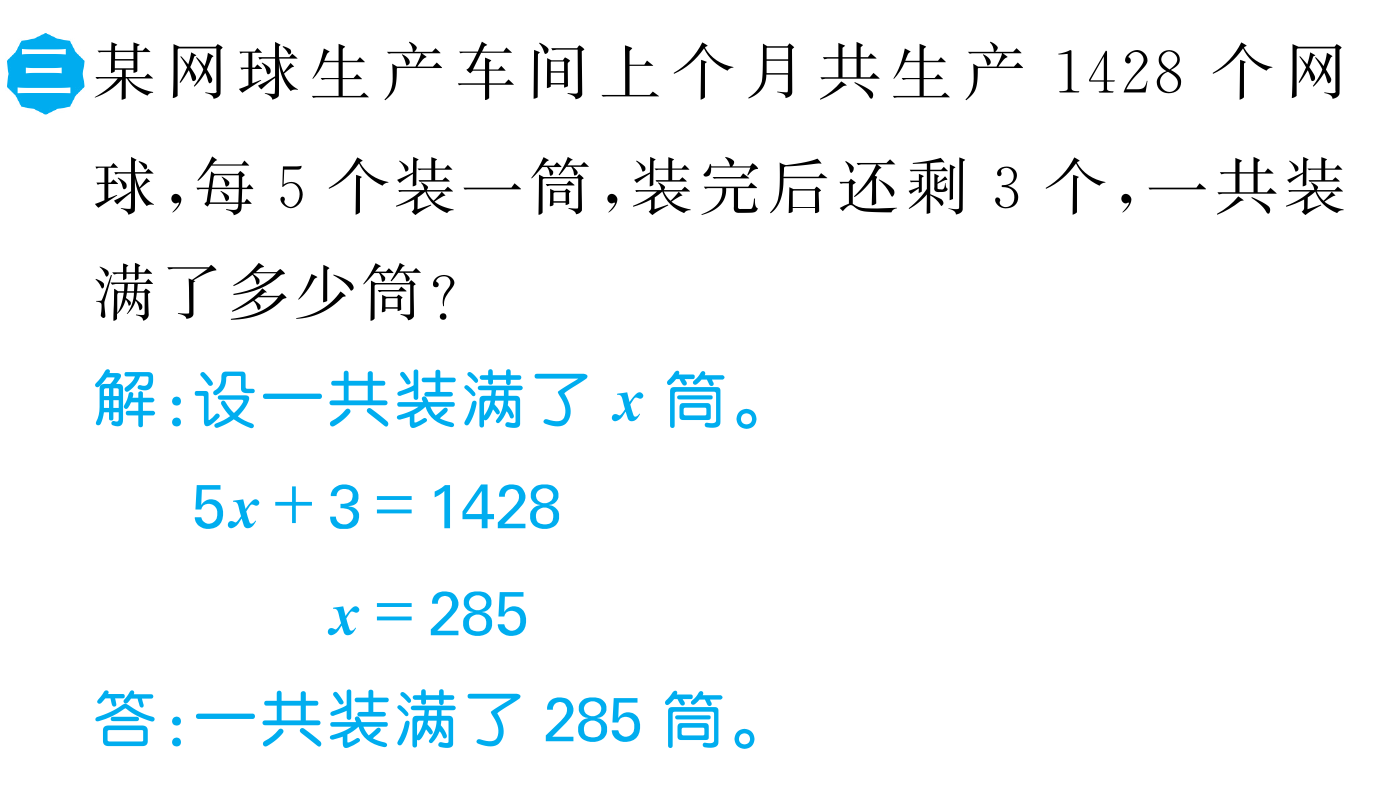 三 某网球生产车间上个月共生产 1428 个网
球,每 5 个装一筒,装完后还剩 3 个,一共装
满了多少筒?
解:设一共装满了 x 筒。
5x + 3 = 1428
x = 285
答:一共装满了 285 筒。